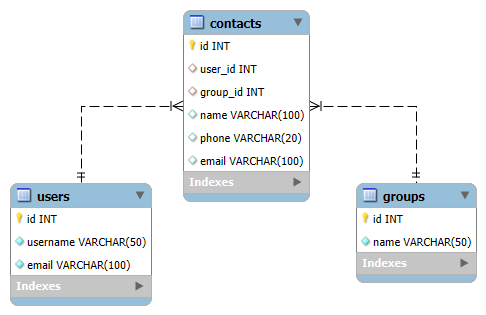 contacts
id INT
user_id INT
group_id INT
name VARCHAR(100)
phone VARCHAR(20)
email VARCHAR(100)
Indexes
users
id INT
username VARCHAR(50)
email VARCHAR(100)
Indexes
groups
id INT
name VARCHAR(50)
Indexes